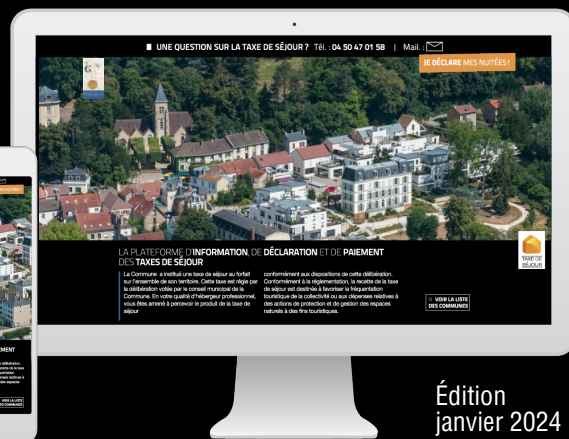 UNE QUESTION SUR LA TAXE DE SÉJOUR ? Tél. : 04 50 47 01 58 | Mail. :
JE DÉCLARE MES NUITÉES !
G
LA PLATEFORME D'INFORMATION, DE DÉCLARATION ET DE PAIEMENT
DES TAXES DE SÉJOUR
La Commune a institué une taxe de séjour au forfait
sur l'ensemble de son territoire. Cette taxe est régie par
la délibération votée par le conseil municipal de la
Commune. En votre qualité d'hébergeur professionnel,
vous êtes amené à percevoir le produit de la taxe de
séjour
conformément aux dispositions de cette délibération.
Conformément à la réglementation, la recette de la taxe
de séjour est destinée à favoriser la fréquentation
touristique de la collectivité ou aux dépenses relatives à
des actions de protection et de gestion des espaces
naturels à des fins touristiques.
TAXE DE
SÉJOUR
VOIR LA LISTE
DES COMMUNES
EMENT
VOIR LA LISTE
DES COMMUNES
Édition
janvier 2024